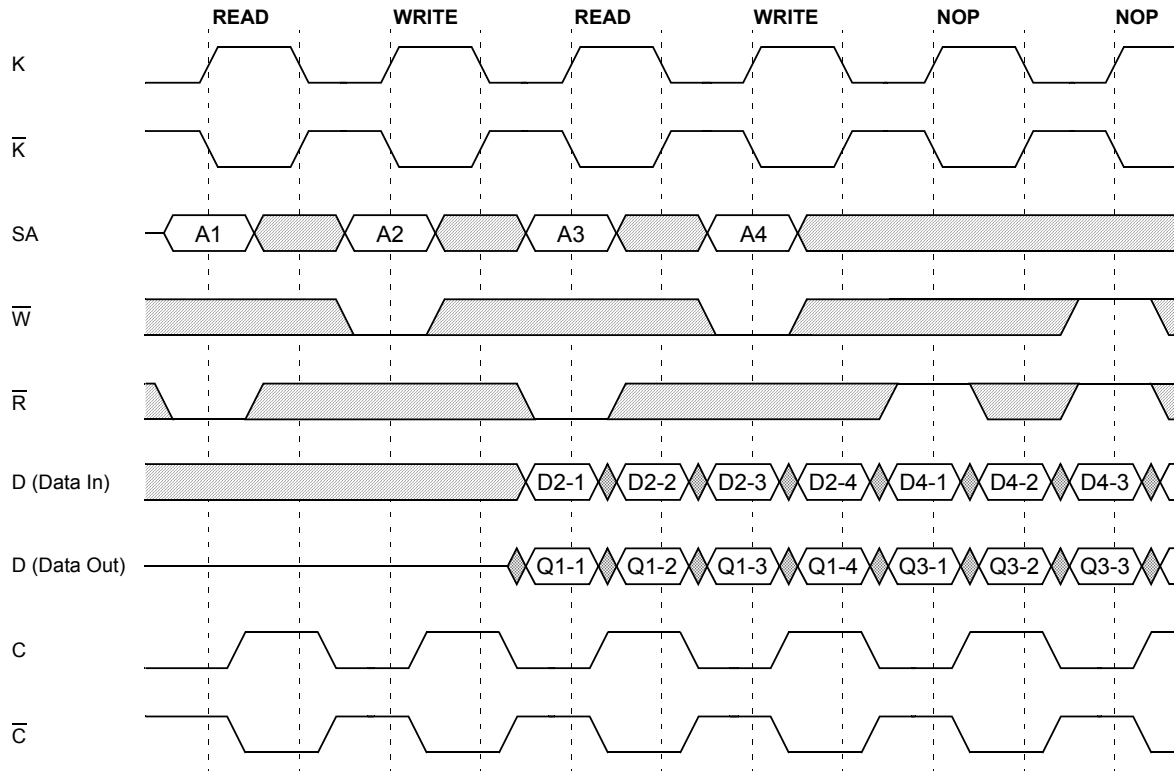 READ WRITE READ WRITE NOP NOP
K
K̅
SA A1 A2 A3 A4
W̅
R̅
D (Data In) D2-1 D2-2 D2-3 D2-4 D4-1 D4-2 D4-3
D (Data Out) Q1-1 Q1-2 Q1-3 Q1-4 Q3-1 Q3-2 Q3-3
C
C̅